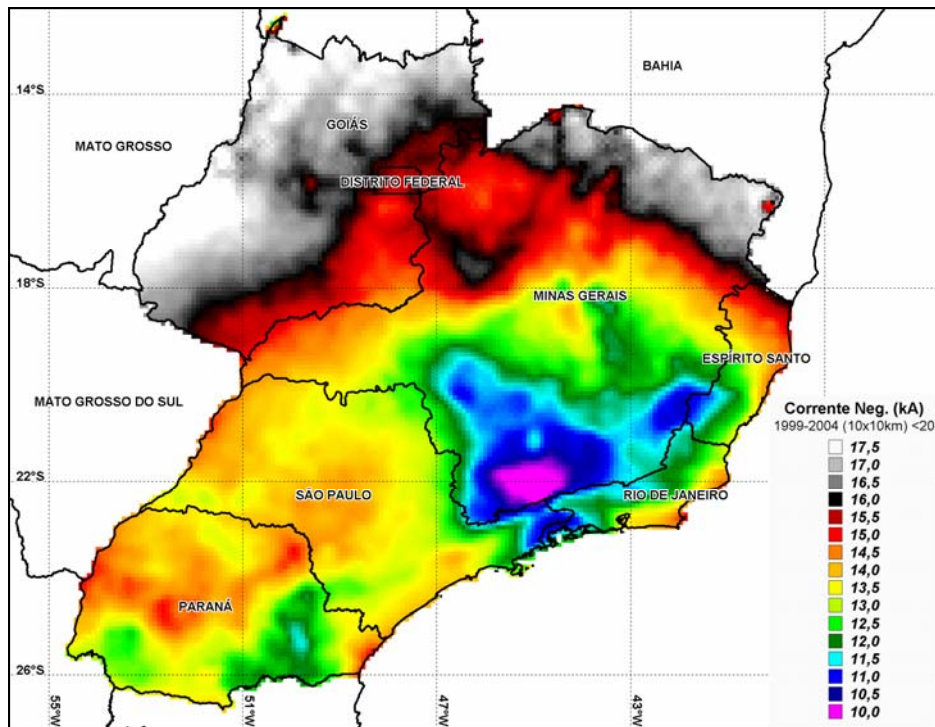 BAHIA
14°S
GOIÁS
MATO GROSSO
DISTRITO FEDERAL
18°S
MINAS GERAIS
ESPÍRITO SANTO
MATO GROSSO DO SUL
Corrente Neg. (kA)
1999-2004 (10x10km) <20
17,5
17,0
16,5
16,0
15,5
15,0
14,5
14,0
13,5
13,0
12,5
12,0
11,5
11,0
10,5
10,0
22°S
SÃO PAULO
RIO DE JANEIRO
PARANÁ
26°S
55°W
51°W
47°W
43°W